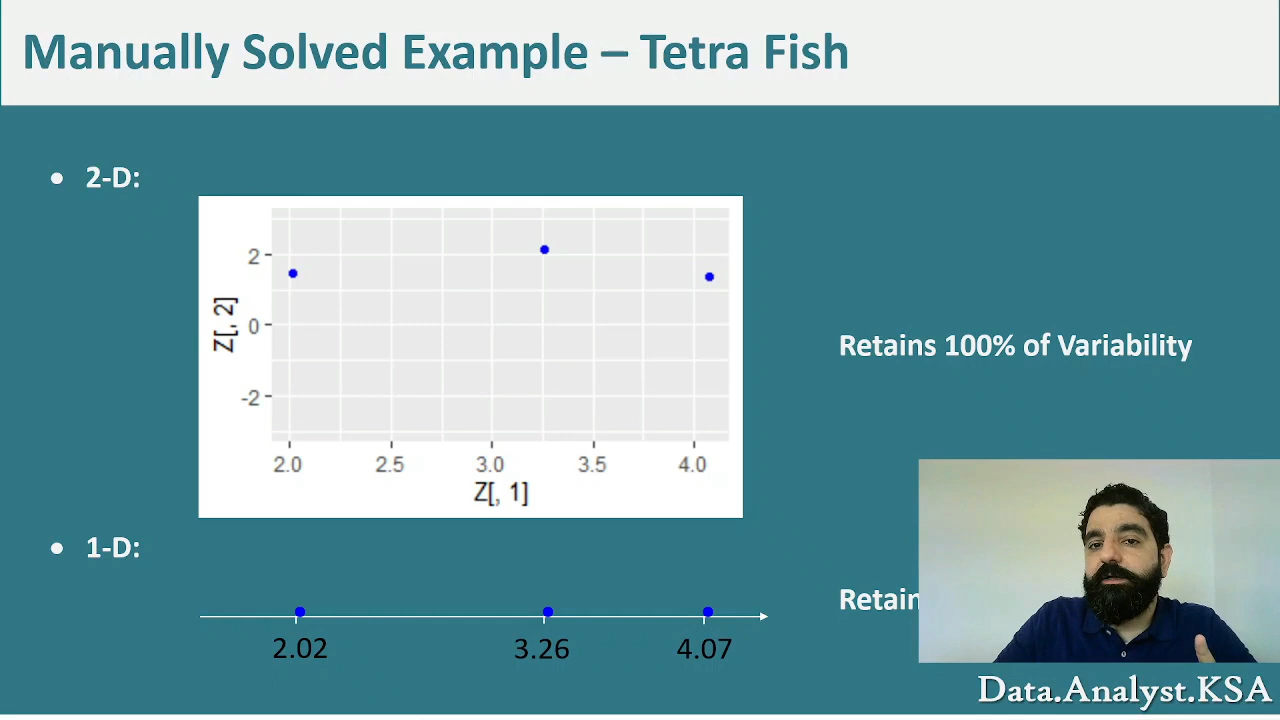 Manually Solved Example – Tetra Fish
● 2-D:
2
0
-2
Z[, 2]
2.0 2.5 3.0 3.5 4.0
Z[, 1]
Retains 100% of Variability
● 1-D:
2.02 3.26 4.07
Data.Analyst.KSA